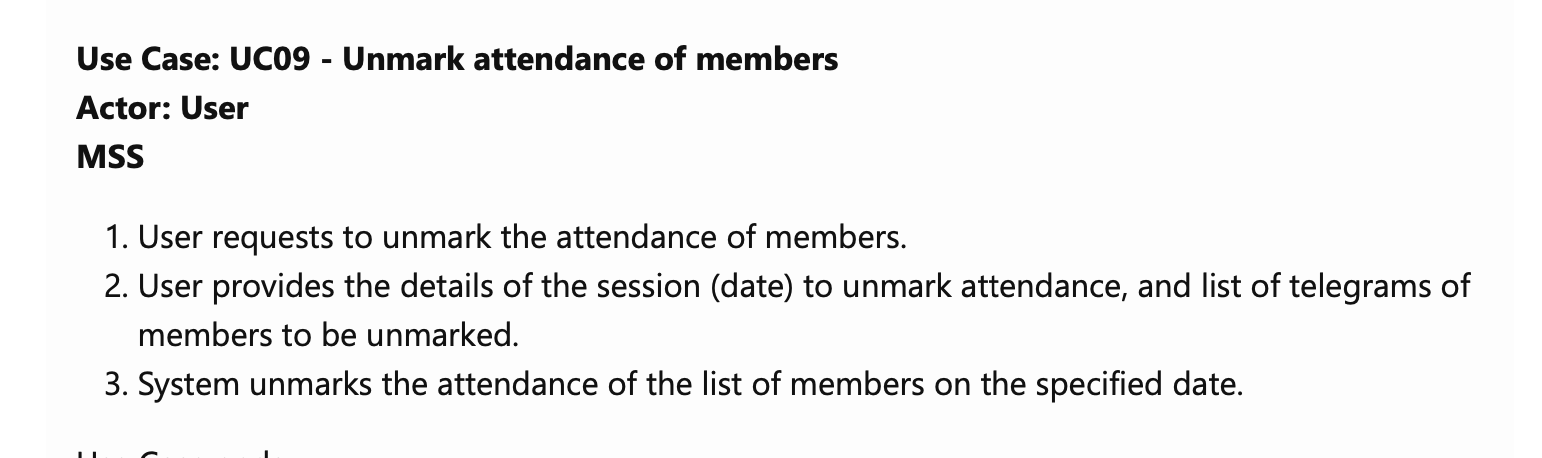 Use Case: UC09 - Unmark attendance of members
Actor: User
MSS
1. User requests to unmark the attendance of members.
2. User provides the details of the session (date) to unmark attendance, and list of telegrams of
members to be unmarked.
3. System unmarks the attendance of the list of members on the specified date.